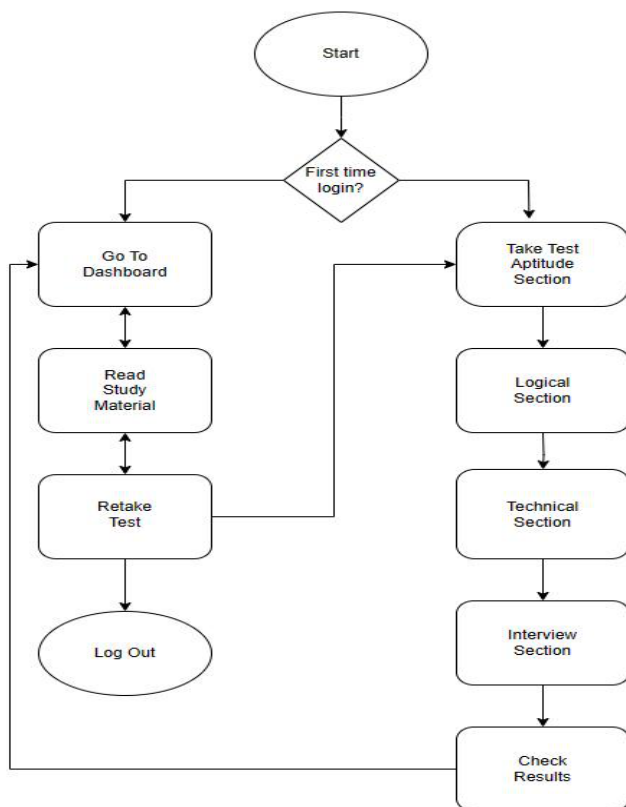 Start
First time
login?
Go To
Dashboard
Take Test
Aptitude
Section
Read
Study
Material
Logical
Section
Retake
Test
Technical
Section
Log Out
Interview
Section
Check
Results